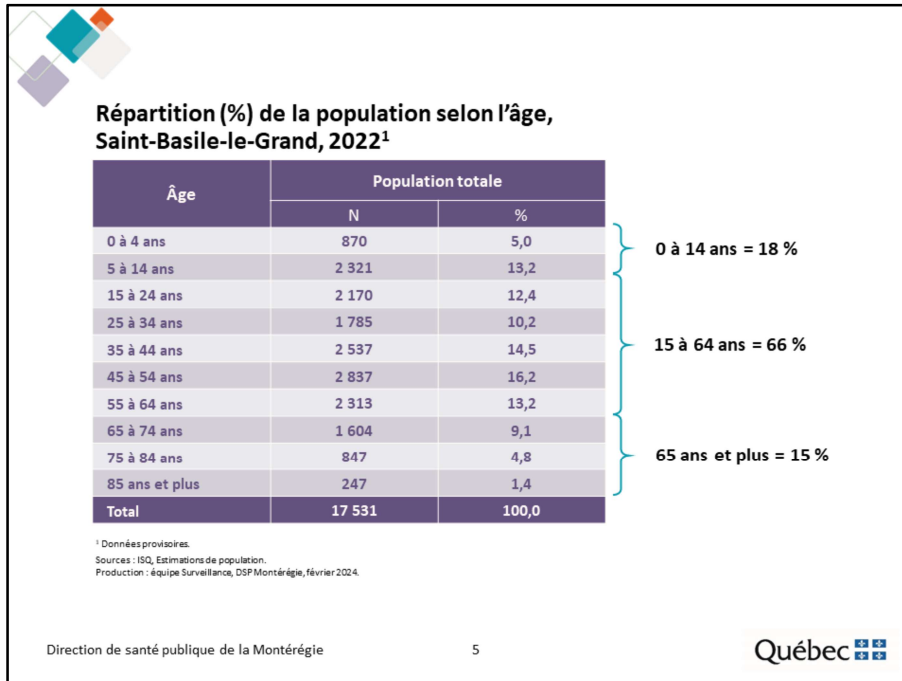 Répartition (%) de la population selon l'âge,
Saint-Basile-le-Grand, 2022¹
Âge
Population totale
N %
0 à 4 ans 870 5,0
5 à 14 ans 2 321 13,2
15 à 24 ans 2 170 12,4
25 à 34 ans 1 785 10,2
35 à 44 ans 2 537 14,5
45 à 54 ans 2 837 16,2
55 à 64 ans 2 313 13,2
65 à 74 ans 1 604 9,1
75 à 84 ans 847 4,8
85 ans et plus 247 1,4
Total 17 531 100,0
0 à 14 ans = 18 %
15 à 64 ans = 66 %
65 ans et plus = 15 %
¹ Données provisoires.
Sources : ISQ, Estimations de population.
Production : équipe Surveillance, DSP Montérégie, février 2024.
Direction de santé publique de la Montérégie
5
Québec